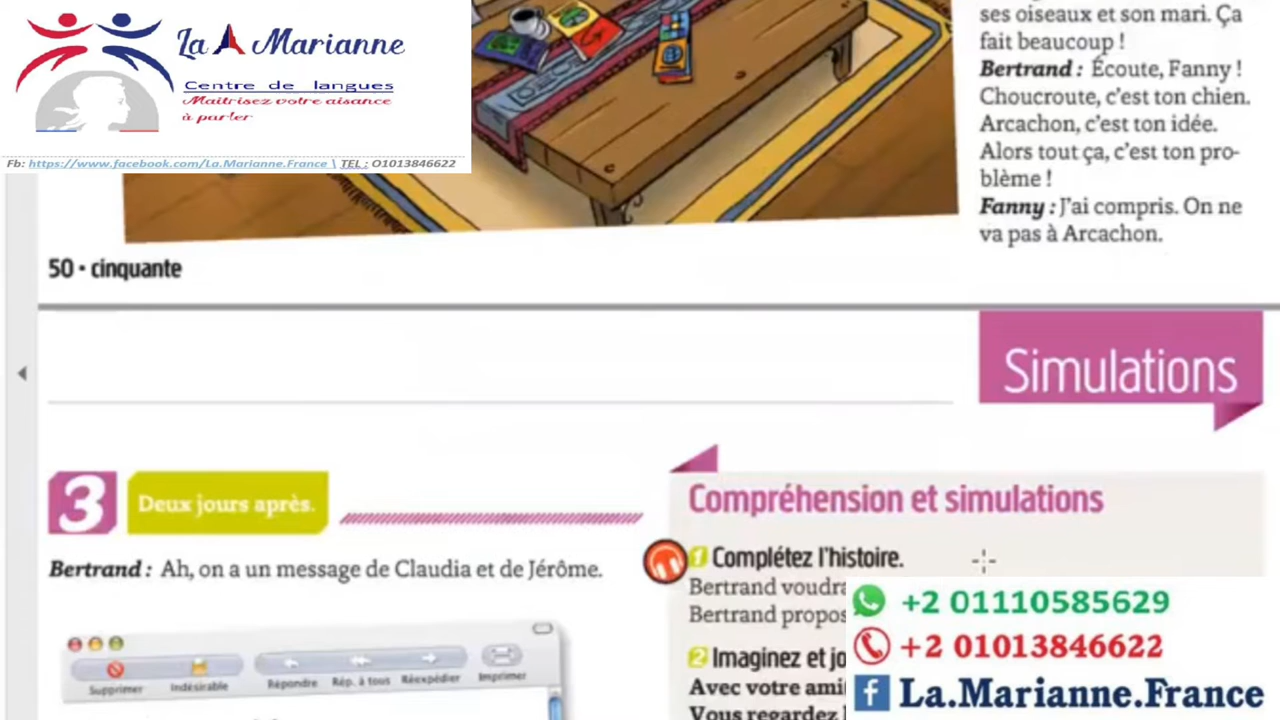 La Marianne
Centre de langues
Maîtrisez votre aisance
à parler
Fb: https://www.facebook.com/La.Marianne.France \ TEL : 01013846622
ses oiseaux et son mari. Ça
fait beaucoup !
Bertrand : Écoute, Fanny !
Choucroute, c'est ton chien.
Arcachon, c'est ton idée.
Alors tout ça, c'est ton pro-
blème !
Fanny : J'ai compris. On ne
va pas à Arcachon.
50 • cinquante
Simulations
3 Deux jours après.
Bertrand : Ah, on a un message de Claudia et de Jérôme.
Supprimer Indésirable Répondre Rép. à tous Réexpédier Imprimer
Compréhension et simulations
1 Complétez l'histoire.
Bertrand voudra
Bertrand propos
2 Imaginez et jo
Avec votre ami
Vous regardez l
+2 01110585629
+2 01013846622
La.Marianne.France